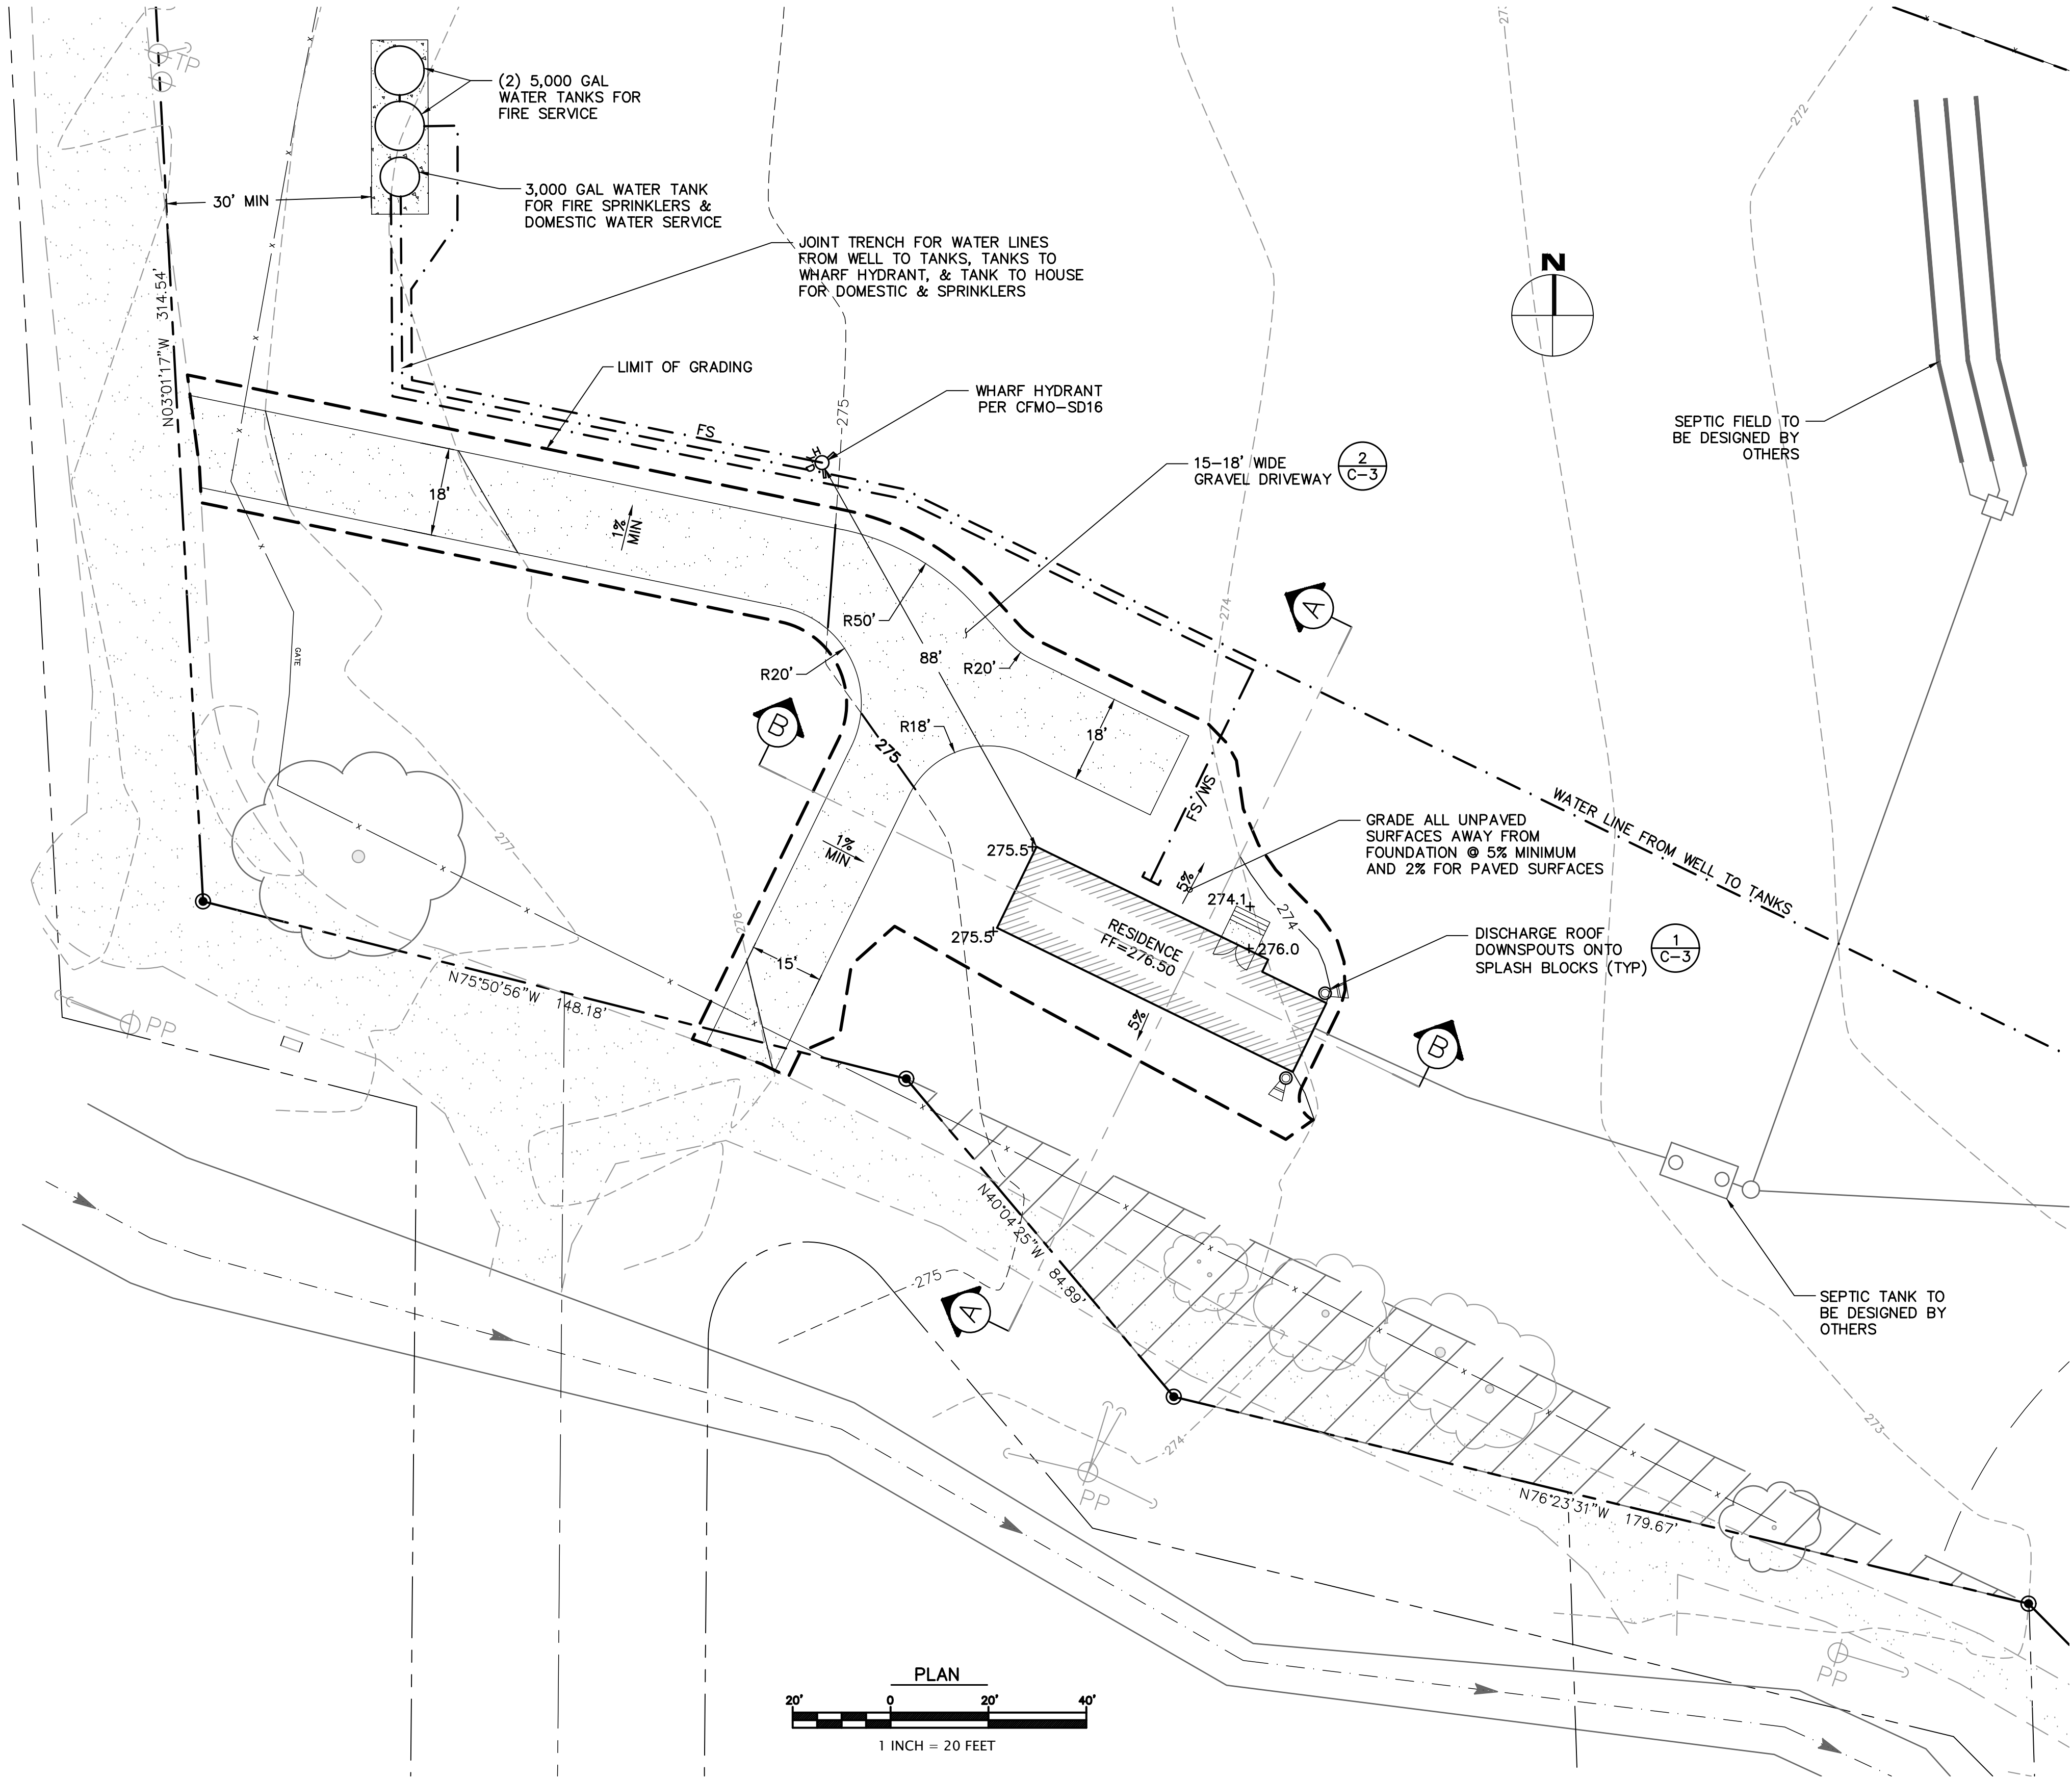 TP
(2) 5,000 GAL
WATER TANKS FOR
FIRE SERVICE
272
30' MIN
3,000 GAL WATER TANK
FOR FIRE SPRINKLERS &
DOMESTIC WATER SERVICE
JOINT TRENCH FOR WATER LINES
FROM WELL TO TANKS, TANKS TO
WHARF HYDRANT, & TANK TO HOUSE
FOR DOMESTIC & SPRINKLERS
N
N03°01'17"W 314.54'
LIMIT OF GRADING
WHARF HYDRANT
PER CFMO-SD16
275
SEPTIC FIELD TO
BE DESIGNED BY
OTHERS
FS
15-18' WIDE
GRAVEL DRIVEWAY
2
C-3
18'
1%
MIN
274
A
R50'
GATE
88'
R20'
R20'
B
R18'
275
18'
FS/WS
WATER LINE FROM WELL TO TANKS
277
1%
MIN
275.5
GRADE ALL UNPAVED
SURFACES AWAY FROM
FOUNDATION @ 5% MINIMUM
AND 2% FOR PAVED SURFACES
5%
274.1
274
276
275.5
RESIDENCE
FF=276.50
276.0
DISCHARGE ROOF
DOWNSPOUTS ONTO
SPLASH BLOCKS (TYP)
1
C-3
15'
N75°50'56"W 148.18'
PP
5%
B
N40°04'25"W 84.89'
275
A
SEPTIC TANK TO
BE DESIGNED BY
OTHERS
273
274
PP
N76°23'31"W 179.67'
PP
PLAN
20' 0 20' 40'
1 INCH = 20 FEET